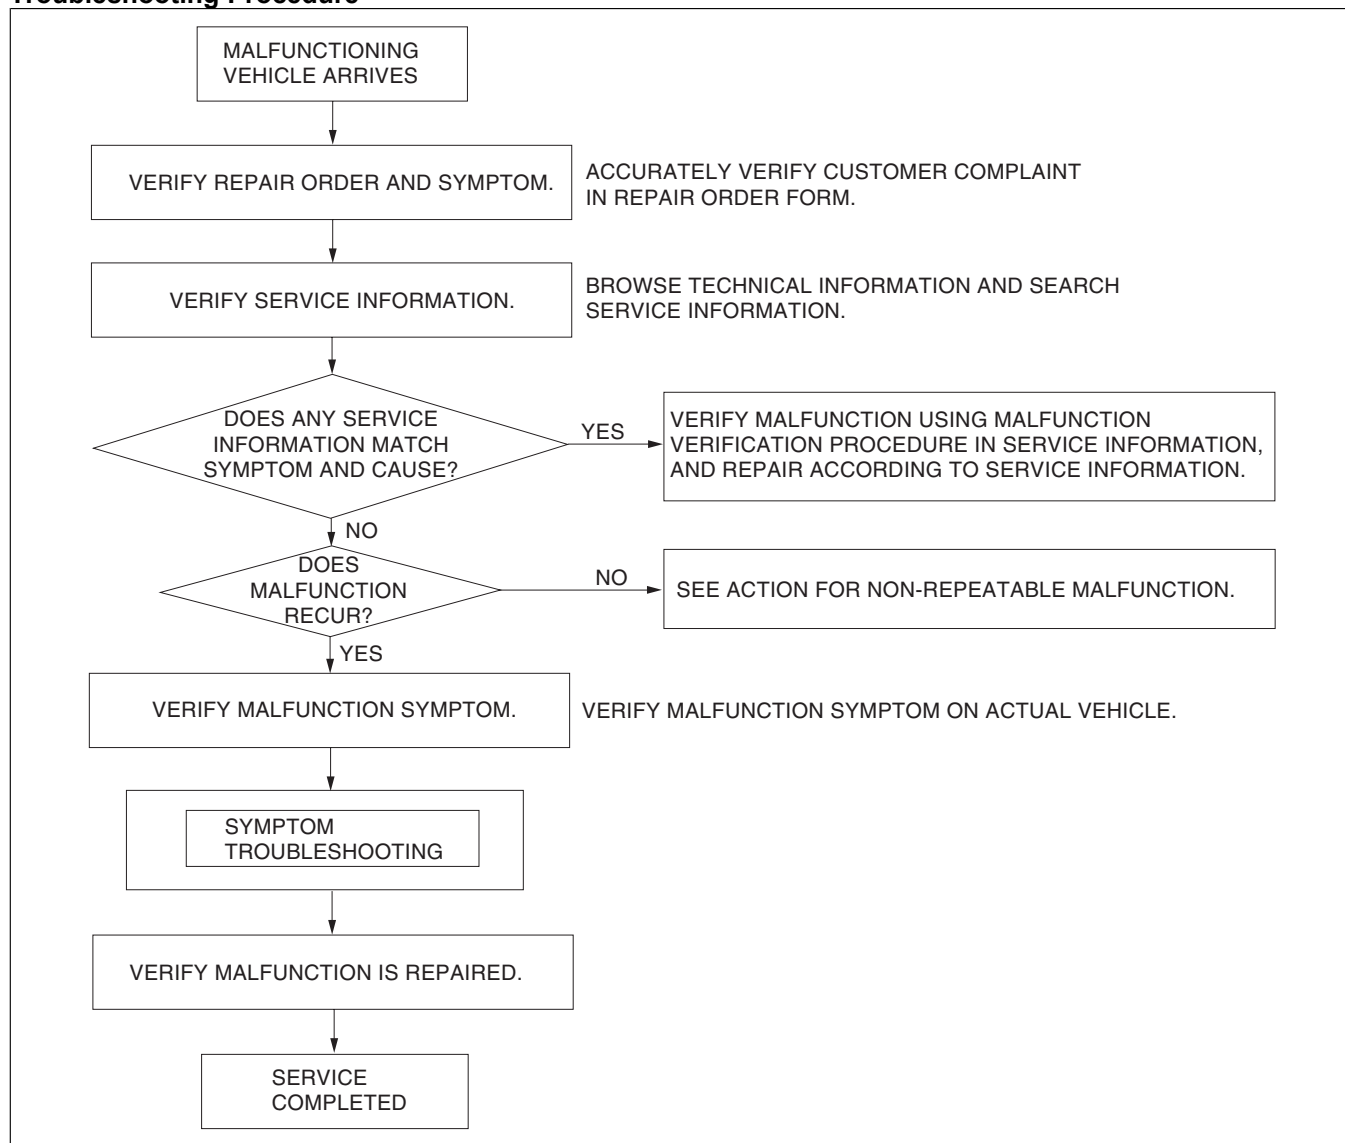 Troubleshooting Procedure
MALFUNCTIONING
VEHICLE ARRIVES
VERIFY REPAIR ORDER AND SYMPTOM.
ACCURATELY VERIFY CUSTOMER COMPLAINT
IN REPAIR ORDER FORM.
VERIFY SERVICE INFORMATION.
BROWSE TECHNICAL INFORMATION AND SEARCH
SERVICE INFORMATION.
DOES ANY SERVICE
INFORMATION MATCH
SYMPTOM AND CAUSE?
YES
VERIFY MALFUNCTION USING MALFUNCTION
VERIFICATION PROCEDURE IN SERVICE INFORMATION,
AND REPAIR ACCORDING TO SERVICE INFORMATION.
NO
DOES
MALFUNCTION
RECUR?
NO
SEE ACTION FOR NON-REPEATABLE MALFUNCTION.
YES
VERIFY MALFUNCTION SYMPTOM.
VERIFY MALFUNCTION SYMPTOM ON ACTUAL VEHICLE.
SYMPTOM
TROUBLESHOOTING
VERIFY MALFUNCTION IS REPAIRED.
SERVICE
COMPLETED